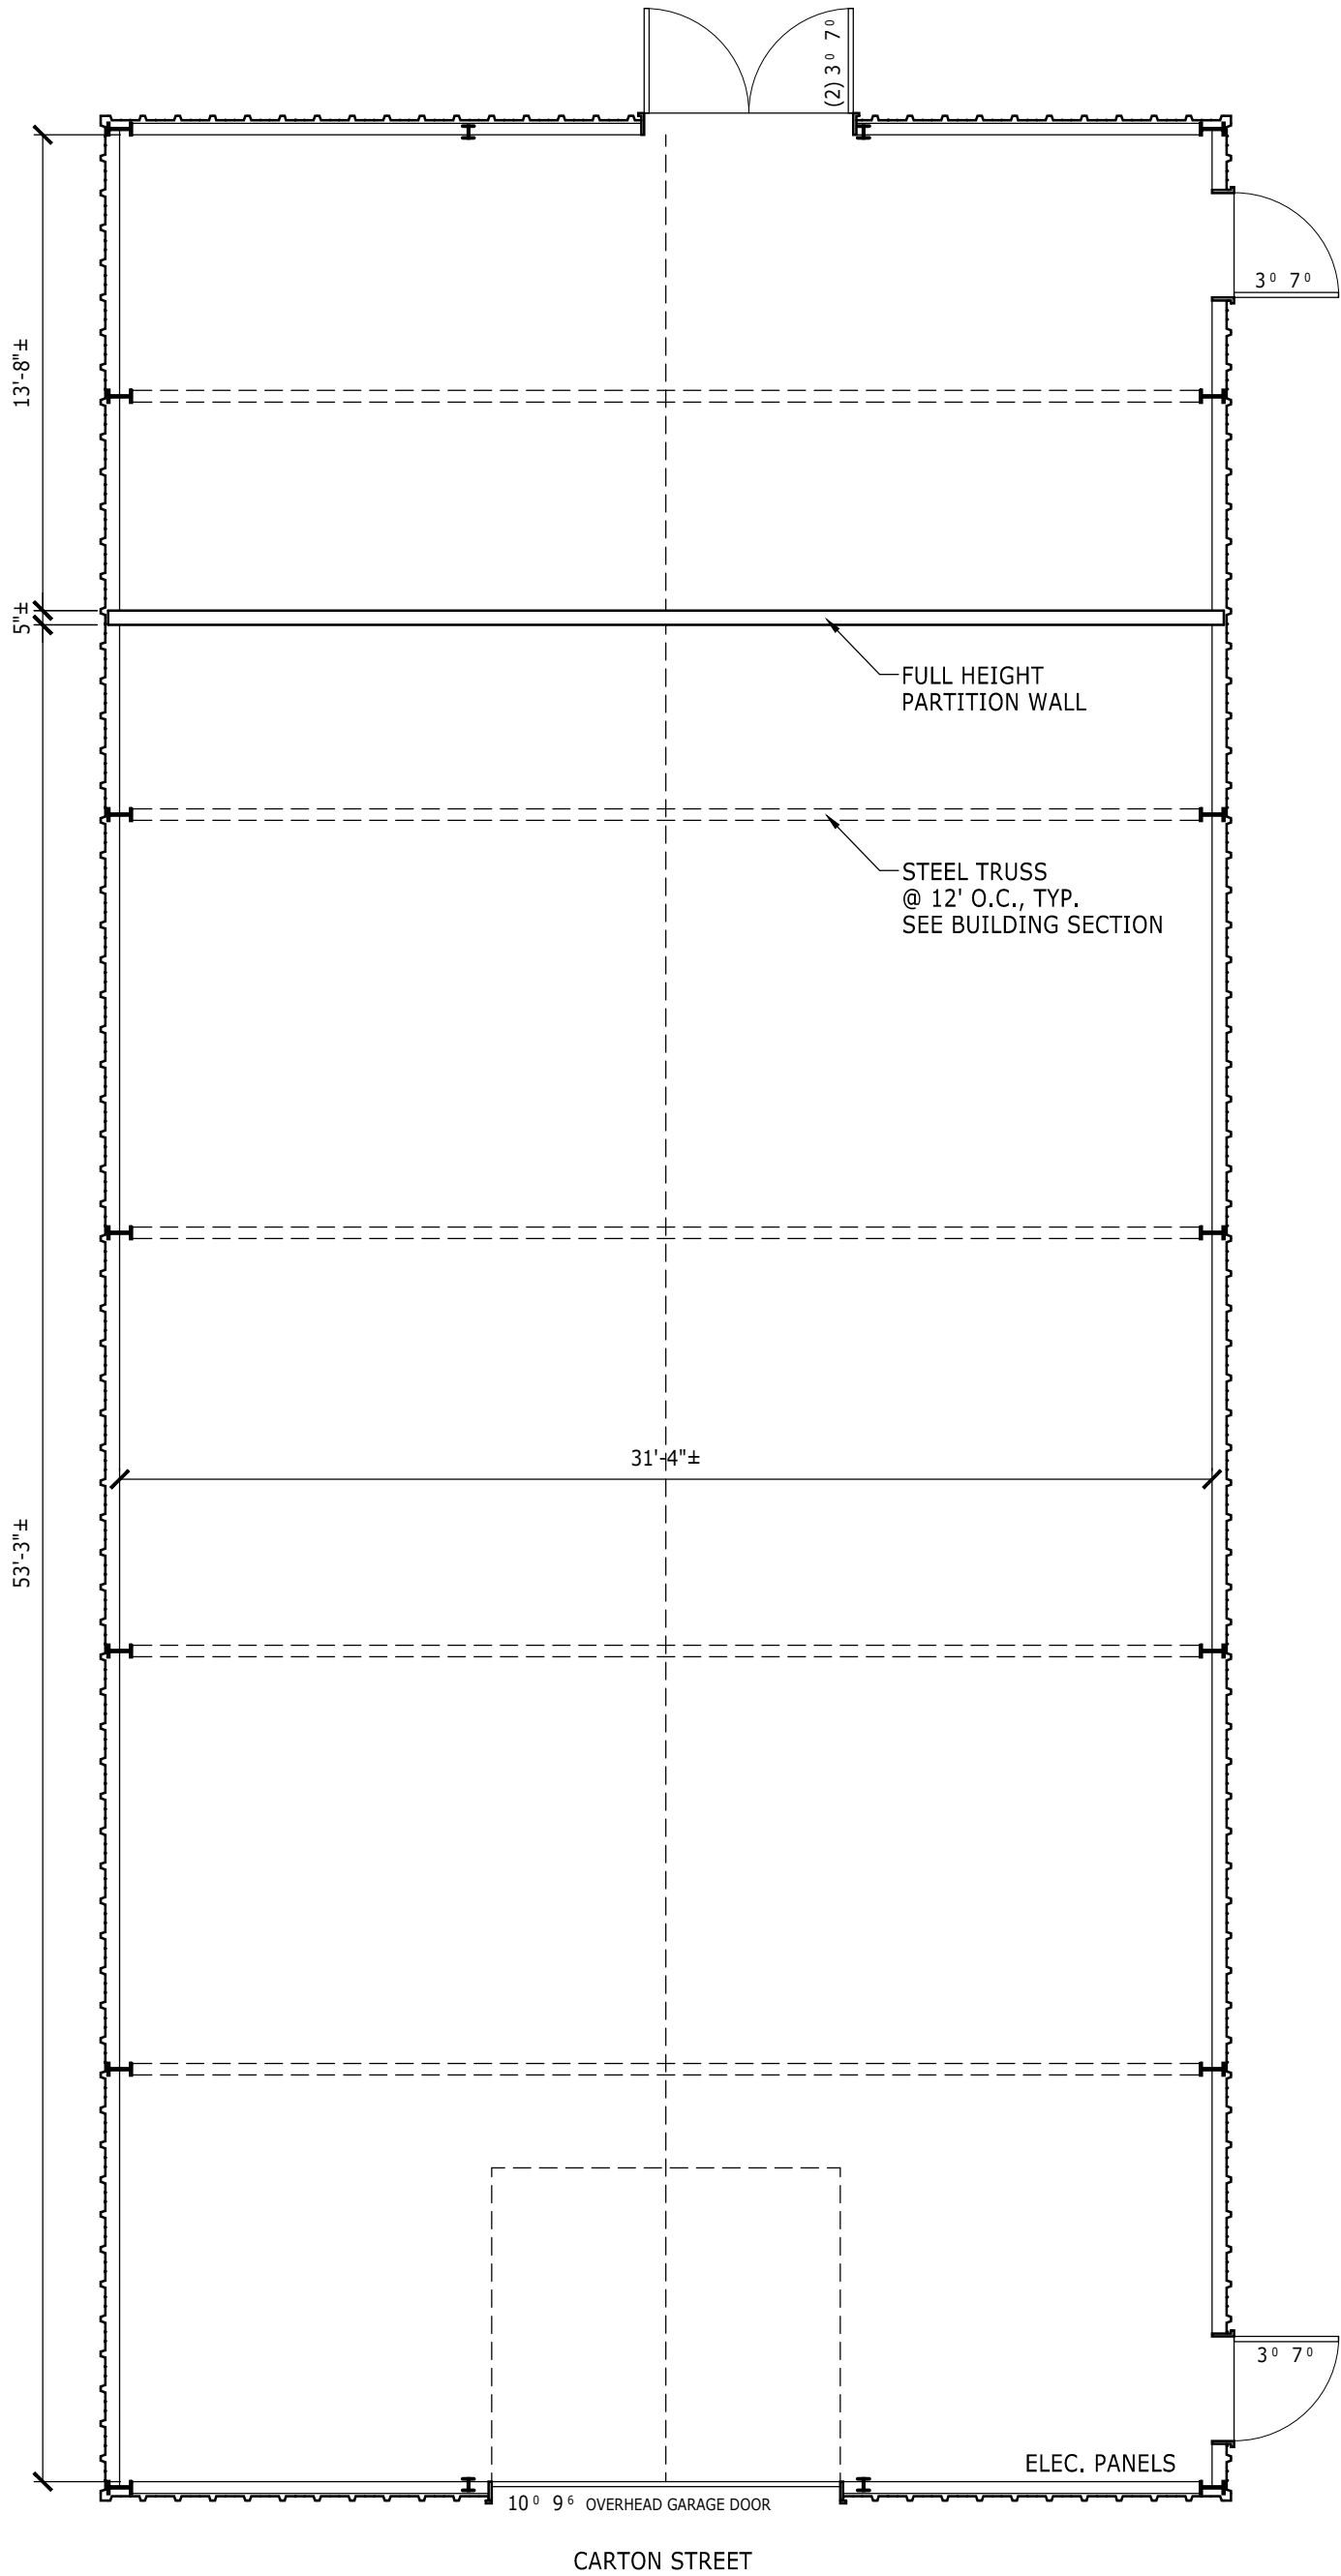 (2) 3⁰ 7⁰
3⁰ 7⁰
13'-8"±
5"±
FULL HEIGHT
PARTITION WALL
STEEL TRUSS
@ 12' O.C., TYP.
SEE BUILDING SECTION
31'-4"±
53'-3"±
3⁰ 7⁰
ELEC. PANELS
10⁰ 9⁶ OVERHEAD GARAGE DOOR
CARTON STREET